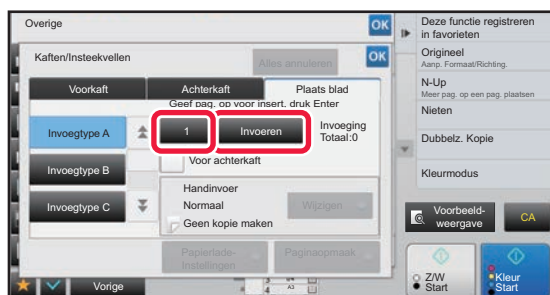 Overige
OK
Kaften/Insteekvellen
Alles annuleren
OK
Voorkaft
Achterkaft
Plaats blad
Geef pag. op voor insert, druk Enter
Invoegtype A
1
Invoeren
Invoeging
Totaal:0
Invoegtype B
Voor achterkaft
Invoegtype C
Handinvoer
Normaal
Wijzigen
Geen kopie maken
Papierlade-
Instellingen
Paginaopmaak
Vorige
3
4
A3
Deze functie registreren
in favorieten
Origineel
Aanp. Formaat/Richting.
N-Up
Meer pag. op een pag. plaatsen
Nieten
Dubbelz. Kopie
Kleurmodus
Voorbeeld-
weergave
CA
Z/W
Start
Kleur
Start